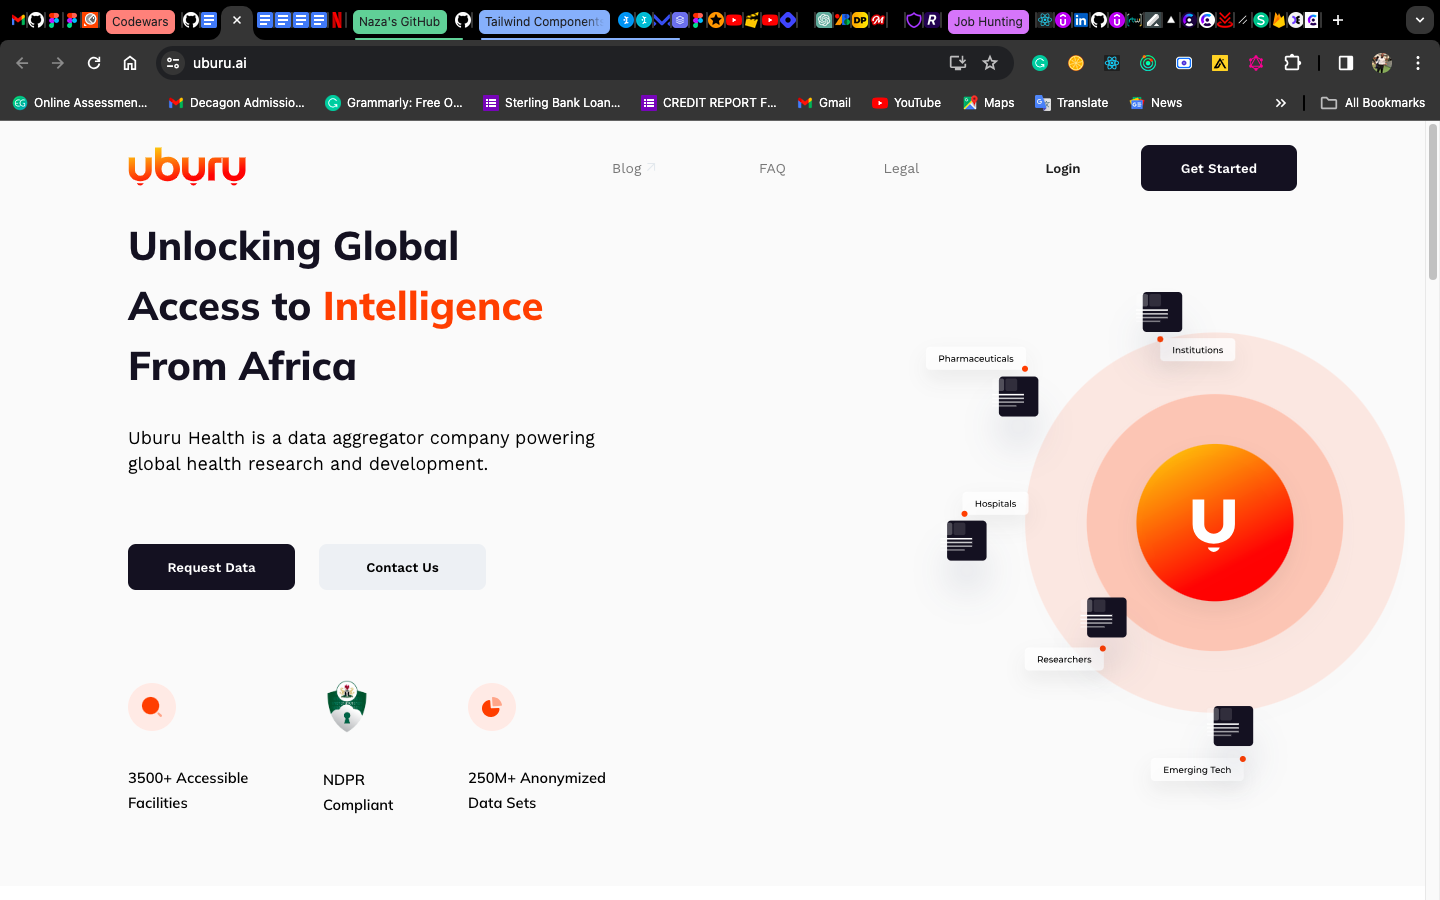 Codewars
Naza's GitHub
Tailwind Components
DP
Job Hunting
uburu.ai
Online Assessmen...
Decagon Admissio...
Grammarly: Free O...
Sterling Bank Loan...
CREDIT REPORT F...
Gmail
YouTube
Maps
Translate
News
All Bookmarks
uburu
Blog
FAQ
Legal
Login
Get Started
Unlocking Global
Access to Intelligence
From Africa
Uburu Health is a data aggregator company powering
global health research and development.
Request Data
Contact Us
3500+ Accessible
Facilities
NDPR
Compliant
250M+ Anonymized
Data Sets
Institutions
Pharmaceuticals
Hospitals
U
Researchers
Emerging Tech